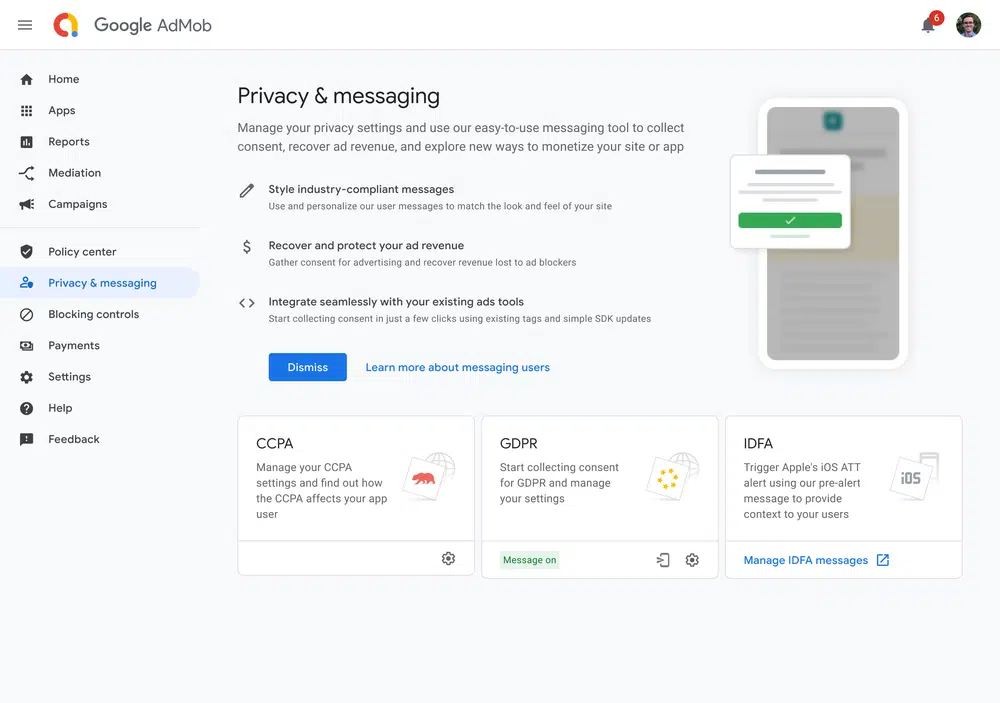 Google AdMob
6
Home
Apps
Reports
Mediation
Campaigns
Policy center
Privacy & messaging
Blocking controls
Payments
Settings
Help
Feedback
Privacy & messaging
Manage your privacy settings and use our easy-to-use messaging tool to collect
consent, recover ad revenue, and explore new ways to monetize your site or app
Style industry-compliant messages
Use and personalize our user messages to match the look and feel of your site
Recover and protect your ad revenue
Gather consent for advertising and recover revenue lost to ad blockers
Integrate seamlessly with your existing ads tools
Start collecting consent in just a few clicks using existing tags and simple SDK updates
Dismiss
Learn more about messaging users
CCPA
Manage your CCPA
settings and find out how
the CCPA affects your app
user
GDPR
Start collecting consent
for GDPR and manage
your settings
Message on
IDFA
Trigger Apple's iOS ATT
alert using our pre-alert
message to provide
context to your users
iOS
Manage IDFA messages